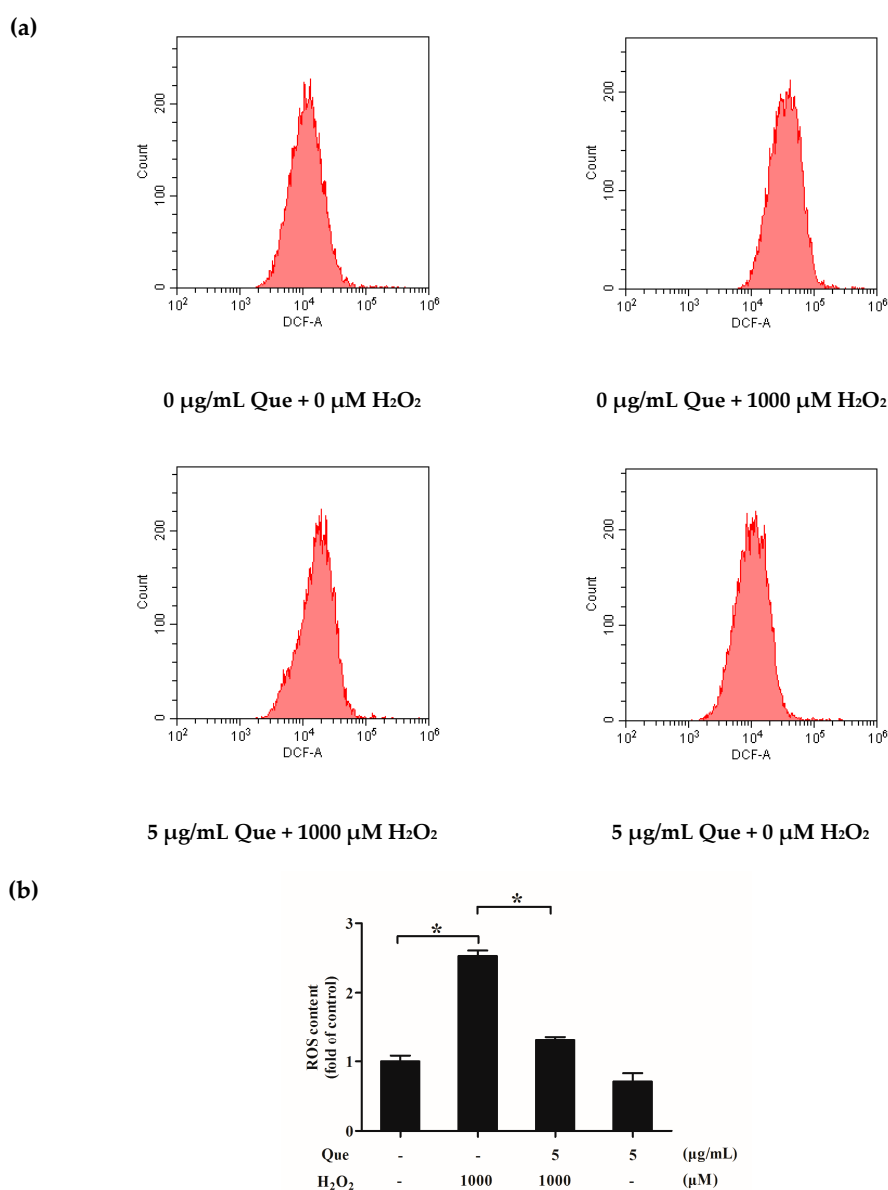 (a)
200
100
0
Count
10² 10³ 10⁴ 10⁵ 10⁶
DCF-A
0 µg/mL Que + 0 µM H₂O₂
200
100
0
Count
10² 10³ 10⁴ 10⁵ 10⁶
DCF-A
0 µg/mL Que + 1000 µM H₂O₂
200
100
0
Count
10² 10³ 10⁴ 10⁵ 10⁶
DCF-A
5 µg/mL Que + 1000 µM H₂O₂
200
100
0
Count
10² 10³ 10⁴ 10⁵ 10⁶
DCF-A
5 µg/mL Que + 0 µM H₂O₂
(b)
ROS content
(fold of control)
3
2
1
0
*
*
Que - - 5 5 (µg/mL)
H₂O₂ - 1000 1000 - (µM)